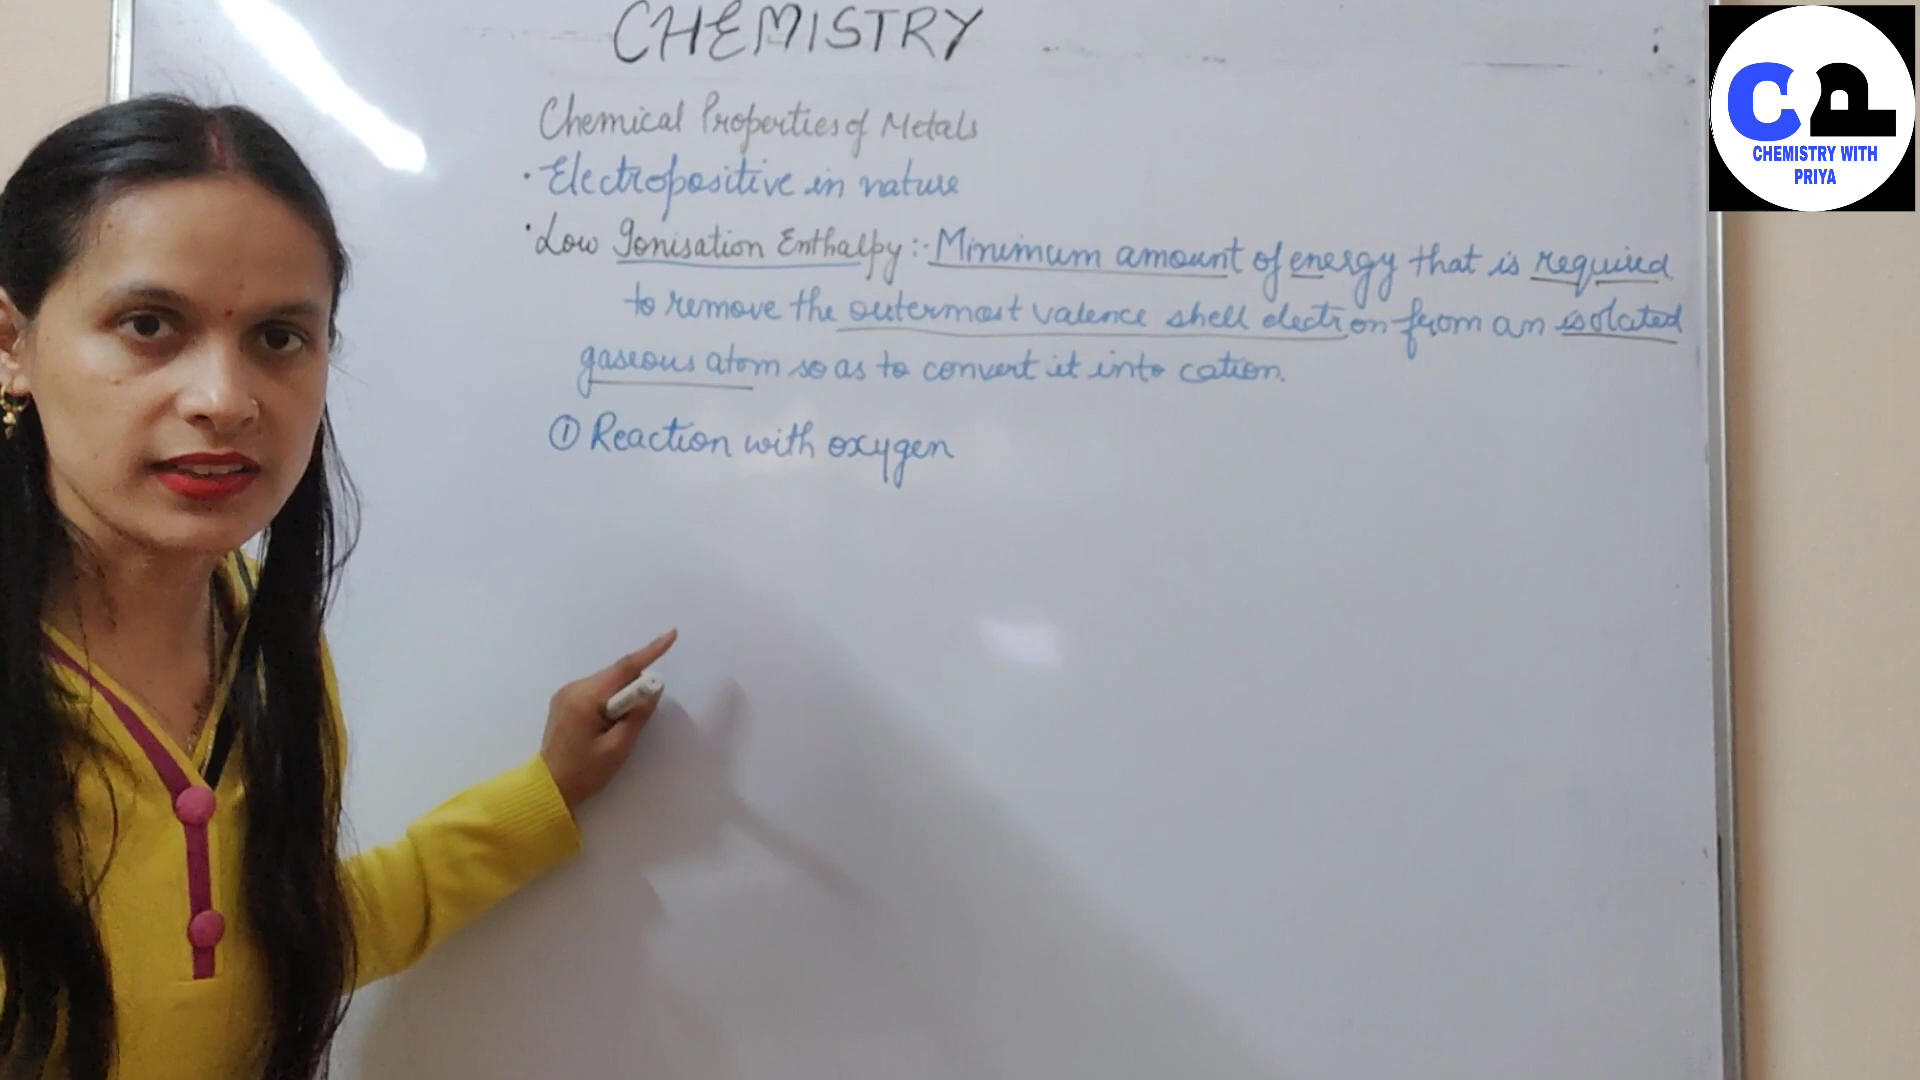 CHEMISTRY
Chemical Properties of Metals
• Electropositive in nature
• Low Ionisation Enthalpy:- Minimum amount of energy that is required
to remove the outermost valence shell electron from an isolated
gaseous atom so as to convert it into cation.
① Reaction with oxygen
CP
CHEMISTRY WITH
PRIYA